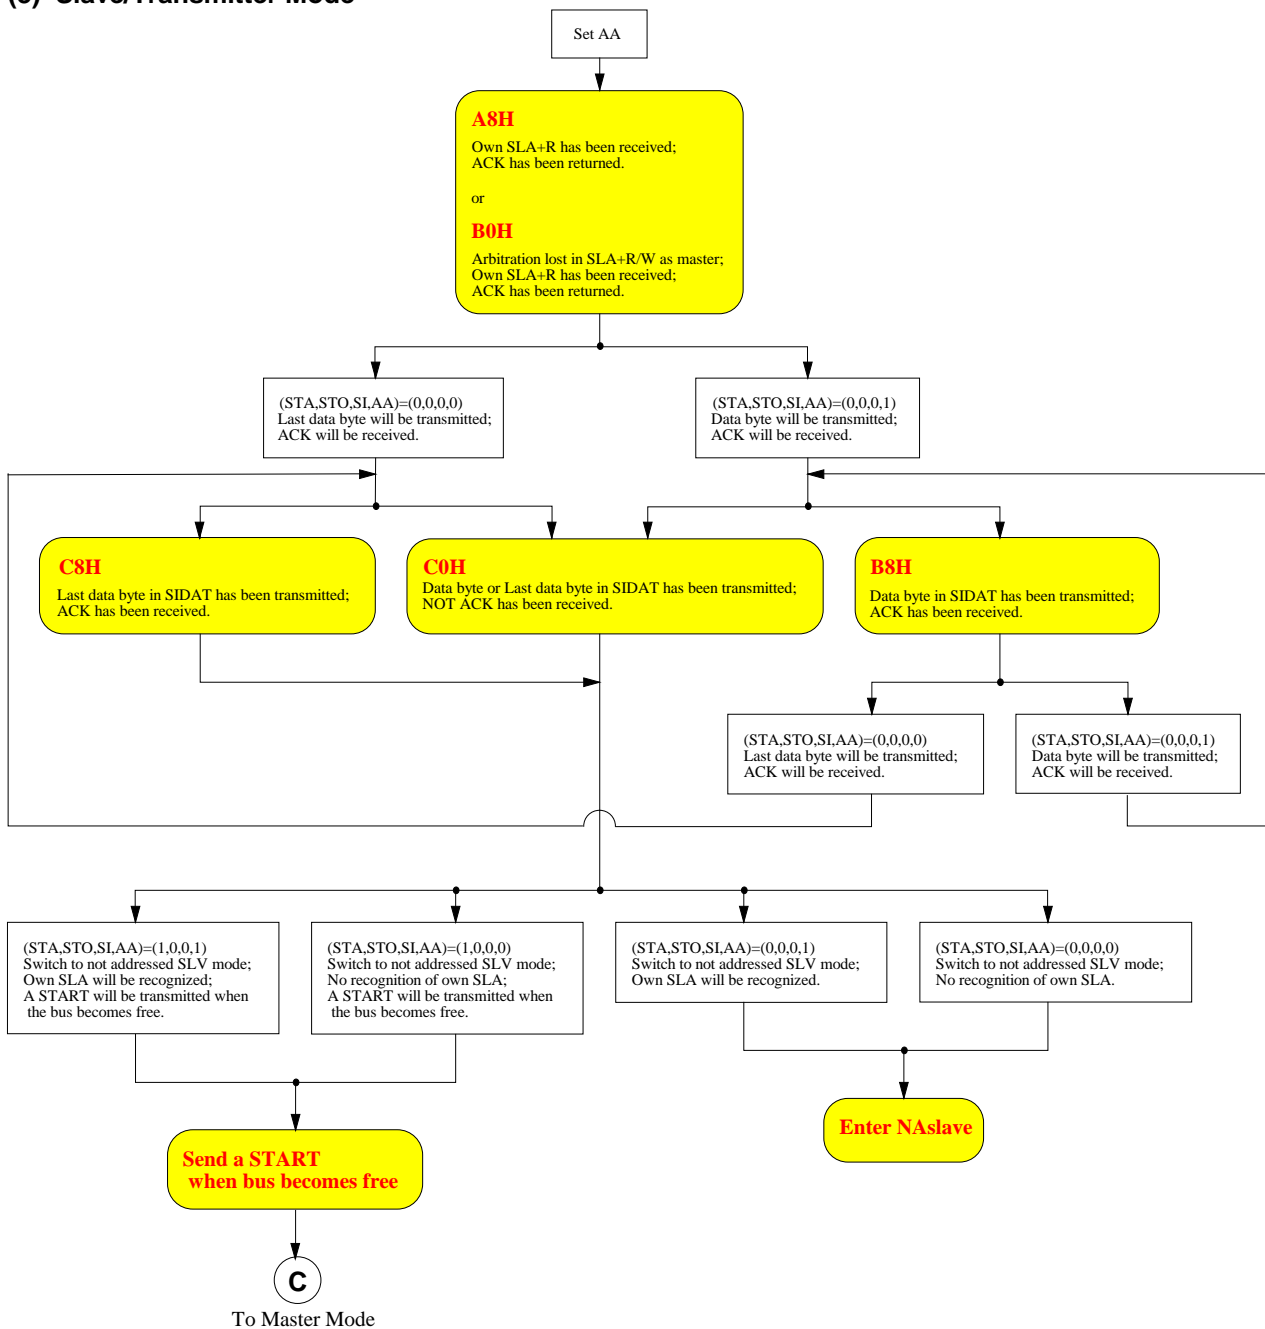 (3) Slave/Transmitter Mode
Set AA
A8H
Own SLA+R has been received;
ACK has been returned.
or
B0H
Arbitration lost in SLA+R/W as master;
Own SLA+R has been received;
ACK has been returned.
(STA,STO,SI,AA)=(0,0,0,0)
Last data byte will be transmitted;
ACK will be received.
(STA,STO,SI,AA)=(0,0,0,1)
Data byte will be transmitted;
ACK will be received.
C8H
Last data byte in SIDAT has been transmitted;
ACK has been received.
C0H
Data byte or Last data byte in SIDAT has been transmitted;
NOT ACK has been received.
B8H
Data byte in SIDAT has been transmitted;
ACK has been received.
(STA,STO,SI,AA)=(0,0,0,0)
Last data byte will be transmitted;
ACK will be received.
(STA,STO,SI,AA)=(0,0,0,1)
Data byte will be transmitted;
ACK will be received.
(STA,STO,SI,AA)=(1,0,0,1)
Switch to not addressed SLV mode;
Own SLA will be recognized;
A START will be transmitted when
the bus becomes free.
(STA,STO,SI,AA)=(1,0,0,0)
Switch to not addressed SLV mode;
No recognition of own SLA;
A START will be transmitted when
the bus becomes free.
(STA,STO,SI,AA)=(0,0,0,1)
Switch to not addressed SLV mode;
Own SLA will be recognized.
(STA,STO,SI,AA)=(0,0,0,0)
Switch to not addressed SLV mode;
No recognition of own SLA.
Enter NAslave
Send a START
when bus becomes free
C
To Master Mode